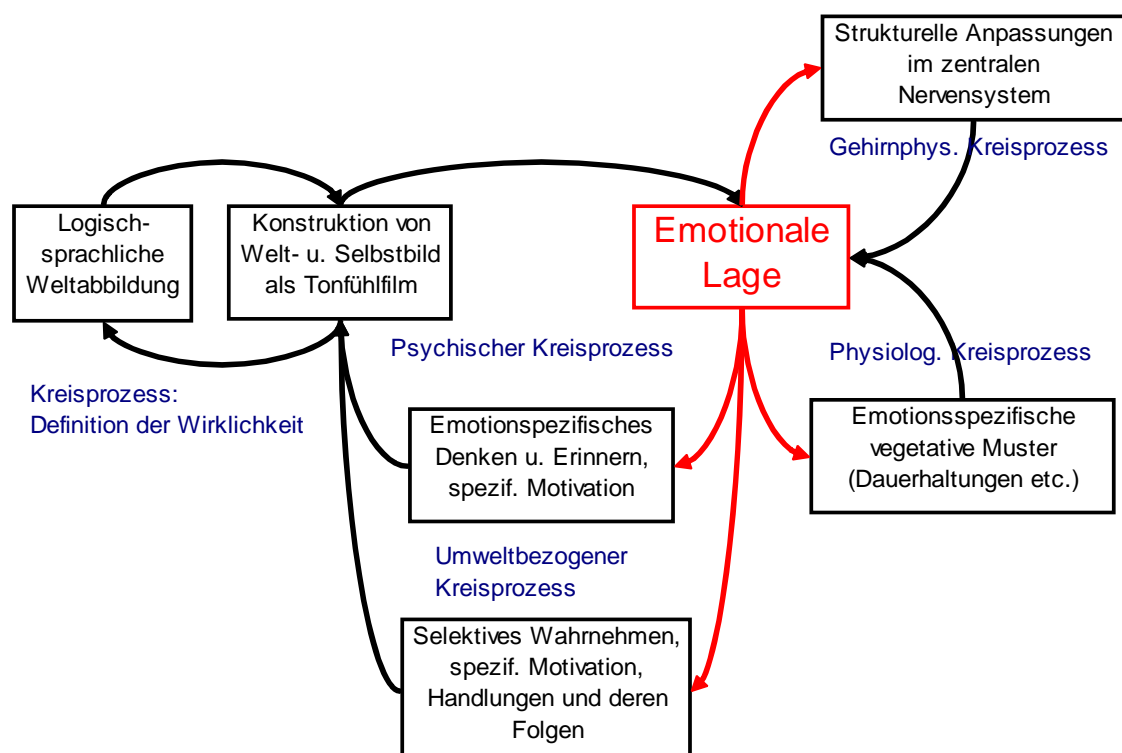 Strukturelle Anpassungen
im zentralen
Nervensystem
Gehirnphys. Kreisprozess
Logisch-
sprachliche
Weltabbildung
Konstruktion von
Welt- u. Selbstbild
als Tonfühlfilm
Emotionale
Lage
Psychischer Kreisprozess
Physiolog. Kreisprozess
Kreisprozess:
Definition der Wirklichkeit
Emotionspezifisches
Denken u. Erinnern,
spezif. Motivation
Emotionsspezifische
vegetative Muster
(Dauerhaltungen etc.)
Umweltbezogener
Kreisprozess
Selektives Wahrnehmen,
spezif. Motivation,
Handlungen und deren
Folgen